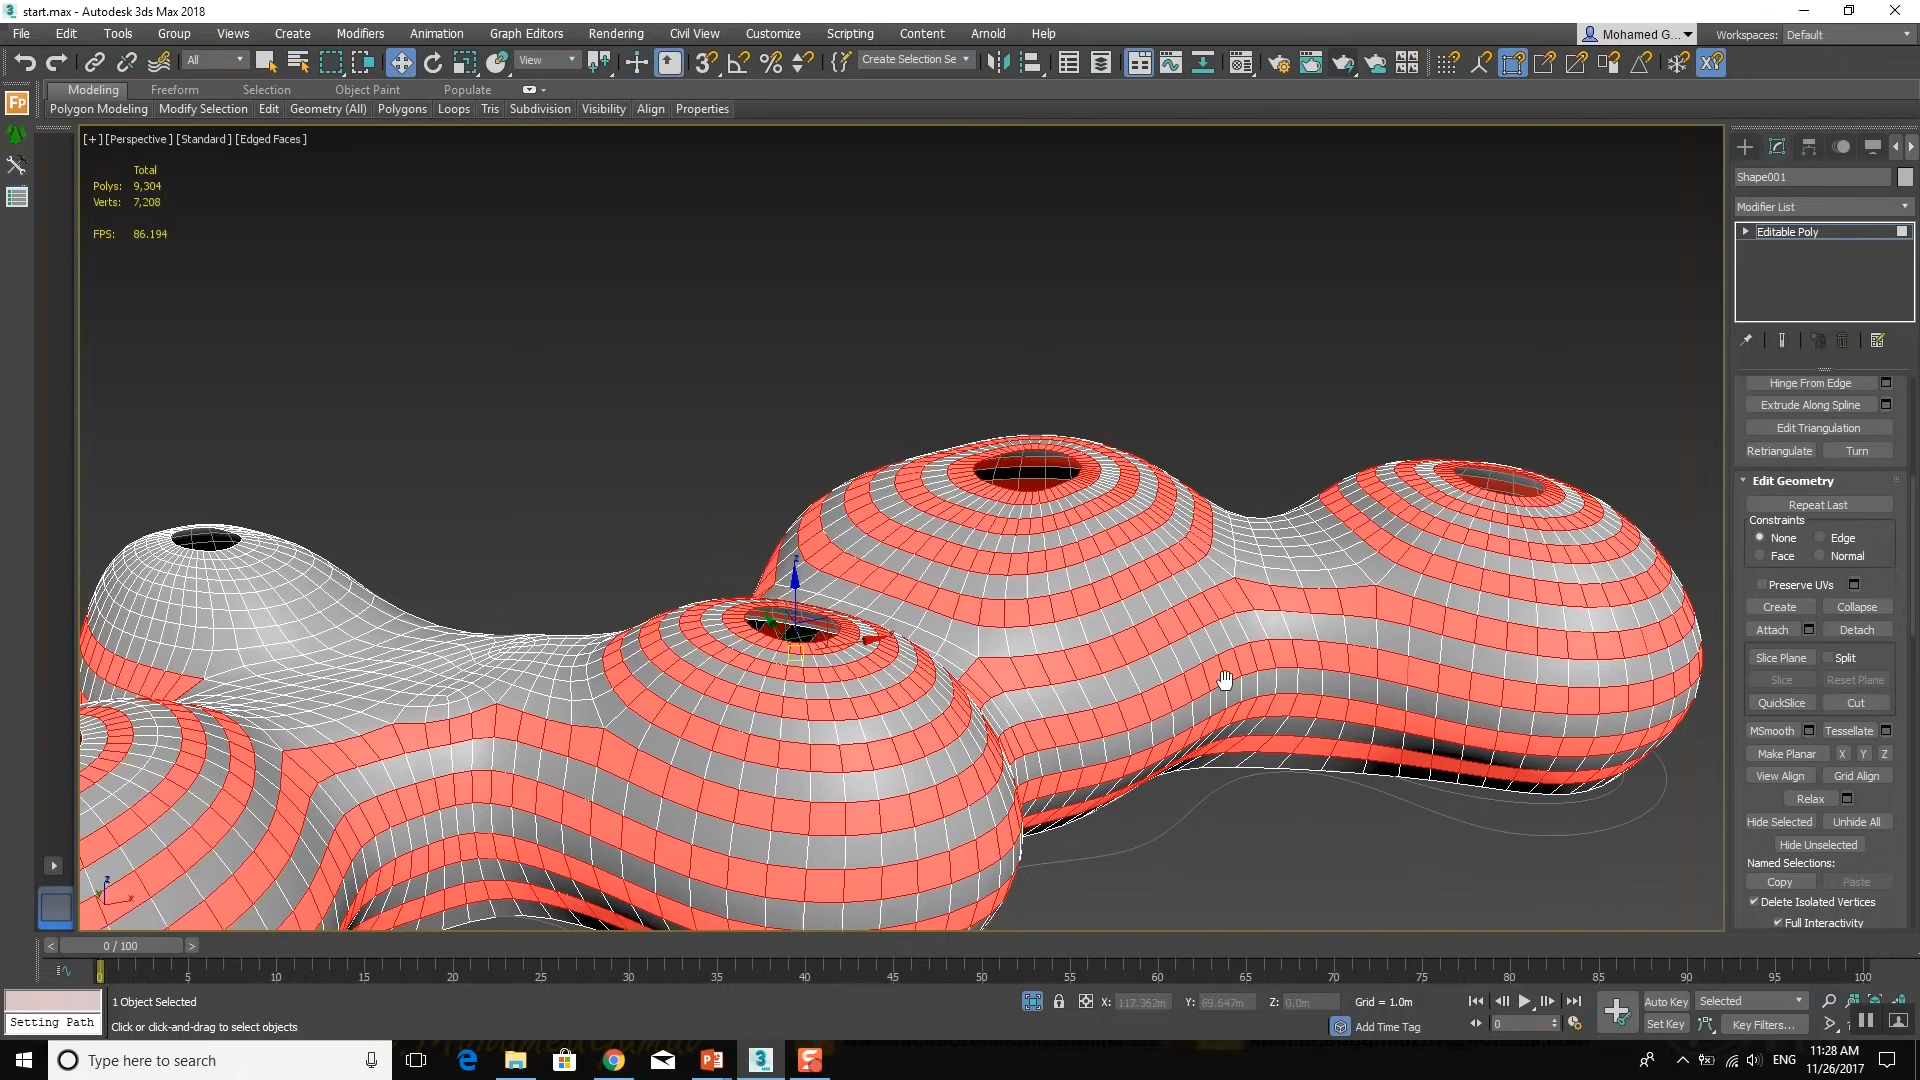 start.max - Autodesk 3ds Max 2018
File Edit Tools Group Views Create Modifiers Animation Graph Editors Rendering Civil View Customize Scripting Content Arnold Help
Mohamed G... Workspaces: Default
All View Create Selection Se
Modeling Freeform Selection Object Paint Populate
Polygon Modeling Modify Selection Edit Geometry (All) Polygons Loops Tris Subdivision Visibility Align Properties
[+] [Perspective] [Standard] [Edged Faces]
Total
Polys: 9,304
Verts: 7,208
FPS: 86.194
Shape001
Modifier List
Editable Poly
Hinge From Edge
Extrude Along Spline
Edit Triangulation
Retriangulate Turn
Edit Geometry
Repeat Last
Constraints
None Edge
Face Normal
Preserve UVs
Create Collapse
Attach Detach
Slice Plane Split
Slice Reset Plane
QuickSlice Cut
MSmooth Tessellate
Make Planar X Y Z
View Align Grid Align
Relax
Hide Selected Unhide All
Hide Unselected
Named Selections:
Copy Paste
Delete Isolated Vertices
Full Interactivity
< 0 / 100 >
0 5 10 15 20 25 30 35 40 45 50 55 60 65 70 75 80 85 90 95 100
1 Object Selected
X: 117.362m Y: 69.647m Z: 0.0m Grid = 1.0m
Auto Key Selected
Setting Path
Click or click-and-drag to select objects
Add Time Tag
0
Set Key Key Filters...
Type here to search
ENG
11:28 AM
11/26/2017